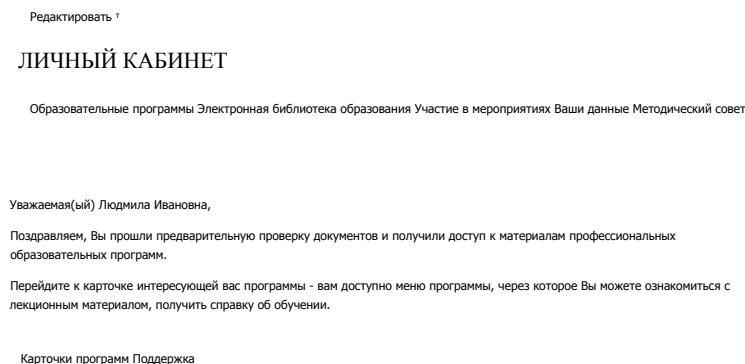 Редактировать т
ЛИЧНЫЙ КАБИНЕТ
Образовательные программы Электронная библиотека образования Участие в мероприятиях Ваши данные Методический совет
Уважаемая(ый) Людмила Ивановна,
Поздравляем, Вы прошли предварительную проверку документов и получили доступ к материалам профессиональных
образовательных программ.
Перейдите к карточке интересующей вас программы - вам доступно меню программы, через которое Вы можете ознакомиться с
лекционным материалом, получить справку об обучении.
Карточки программ Поддержка